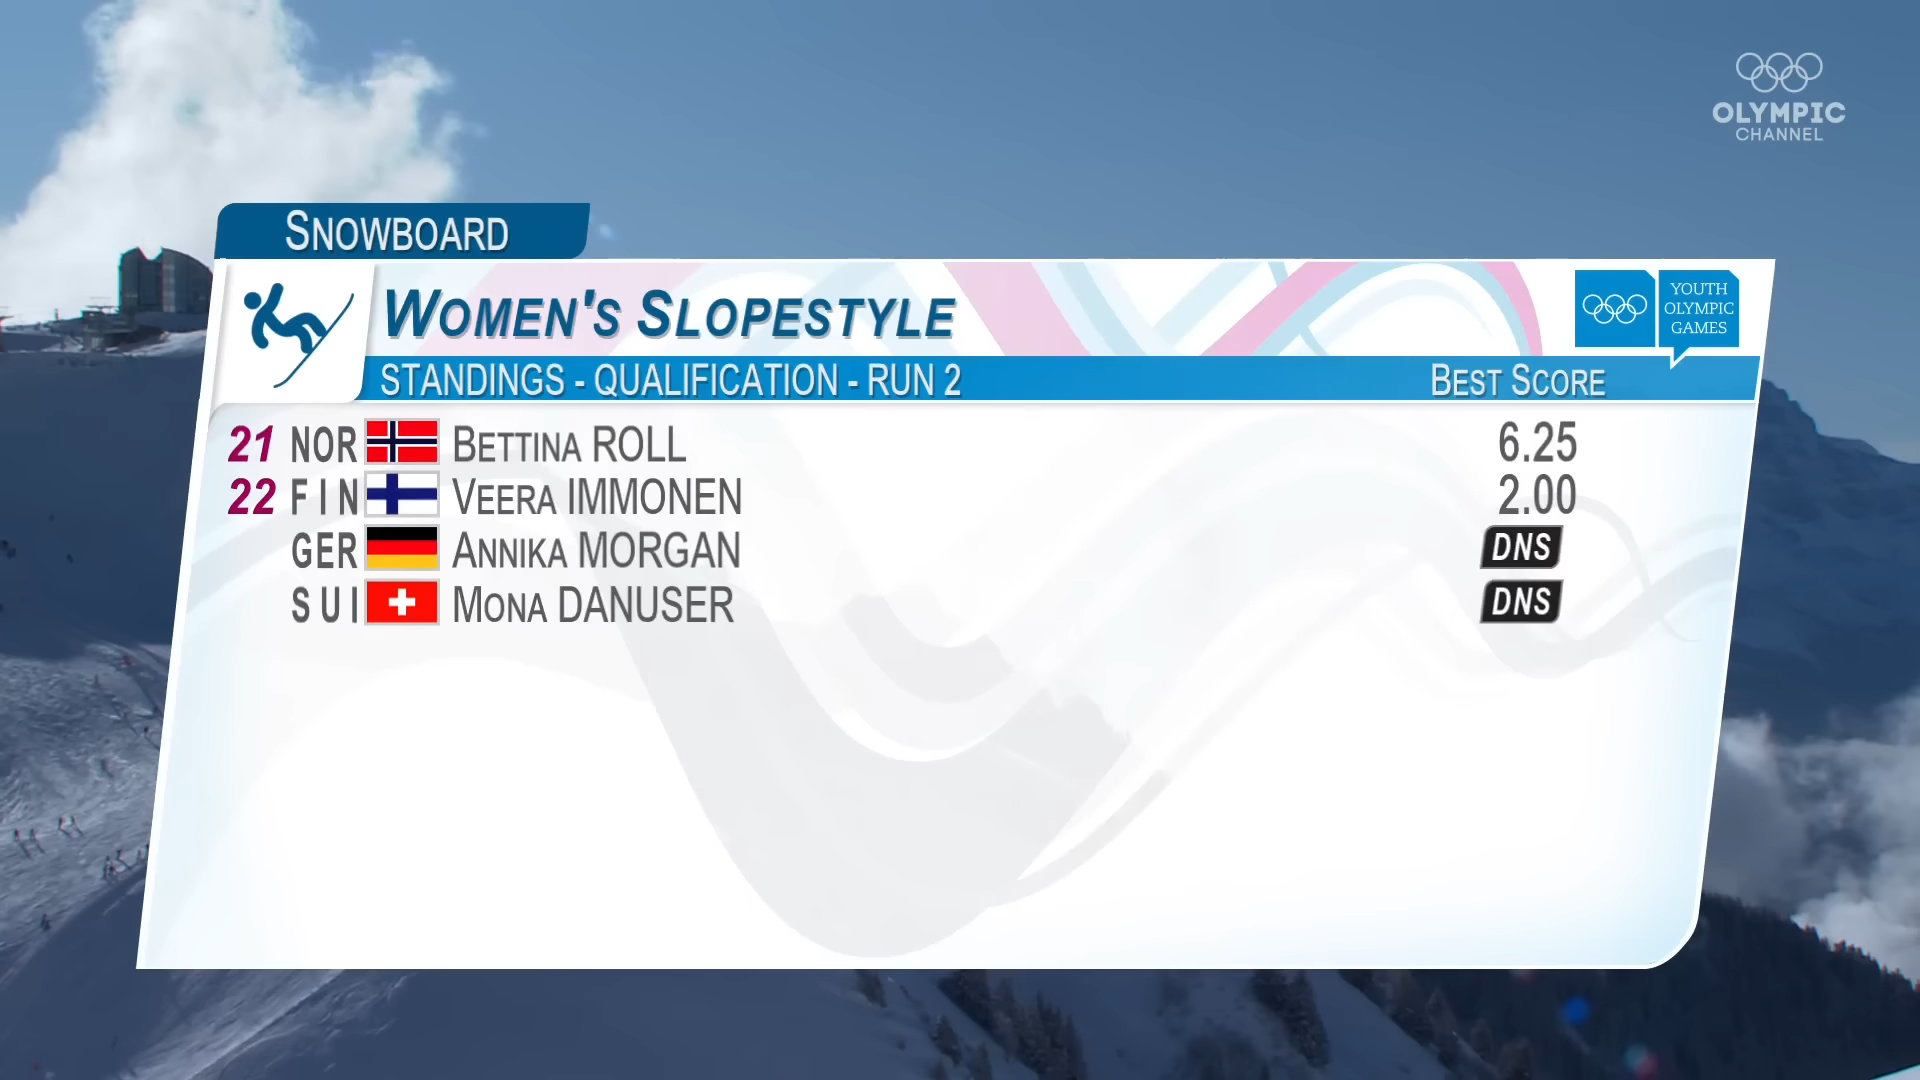 OLYMPIC
CHANNEL
SNOWBOARD
WOMEN'S SLOPESTYLE
YOUTH
OLYMPIC
GAMES
STANDINGS - QUALIFICATION - RUN 2 BEST SCORE
21 NOR BETTINA ROLL 6.25
22 FIN VEERA IMMONEN 2.00
GER ANNIKA MORGAN DNS
SUI MONA DANUSER DNS